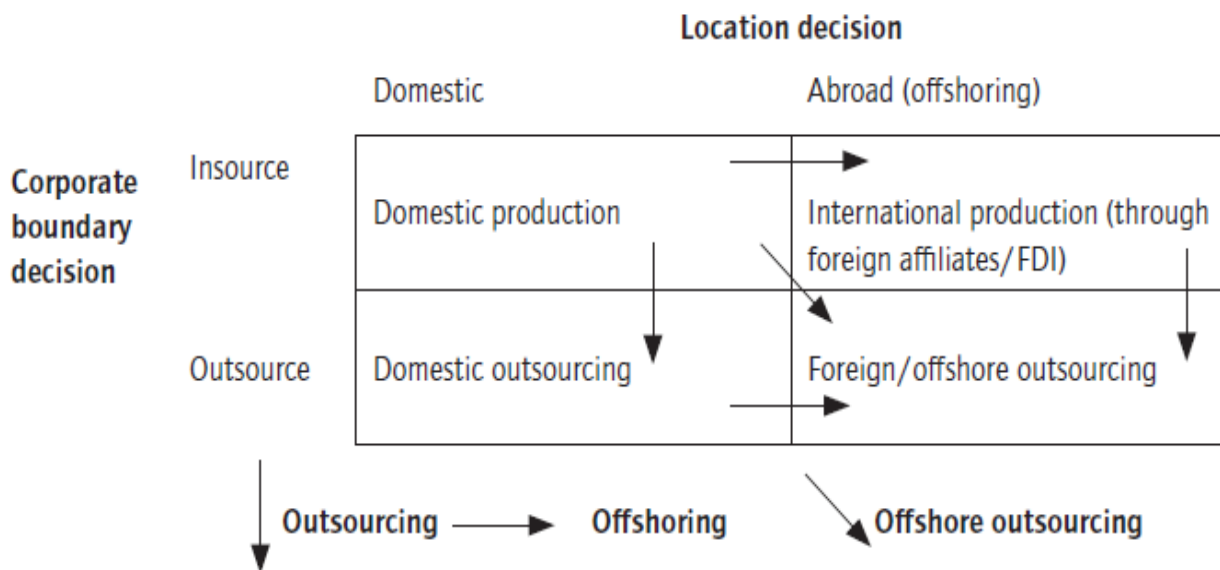 Location decision
Domestic
Abroad (offshoring)
Corporate
boundary
decision
Insource
Domestic production
International production (through
foreign affiliates/FDI)
Outsource
Domestic outsourcing
Foreign/offshore outsourcing
Outsourcing
Offshoring
Offshore outsourcing